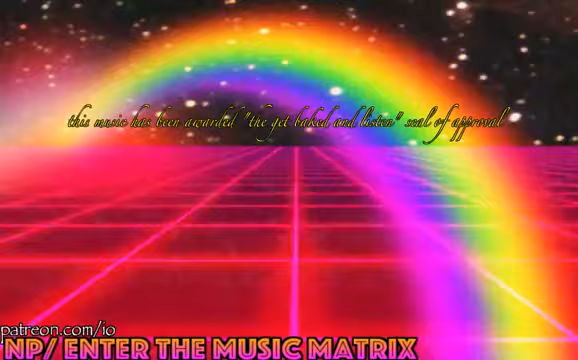 this music has been awarded "the get baked and listen" seal of approval
patreon.com/io
NP/ ENTER THE MUSIC MATRIX